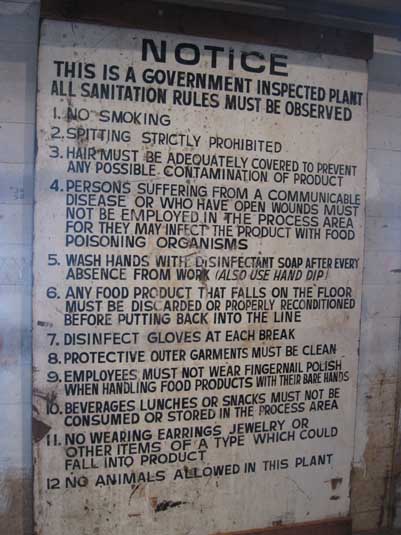 NOTICE
THIS IS A GOVERNMENT INSPECTED PLANT
ALL SANITATION RULES MUST BE OBSERVED
1. NO SMOKING
2. SPITTING STRICTLY PROHIBITED
3. HAIR MUST BE ADEQUATELY COVERED TO PREVENT
ANY POSSIBLE CONTAMINATION OF PRODUCT
4. PERSONS SUFFERING FROM A COMMUNICABLE
DISEASE OR WHO HAVE OPEN WOUNDS MUST
NOT BE EMPLOYED IN THE PROCESS AREA
FOR THEY MAY INFECT THE PRODUCT WITH FOOD
POISONING ORGANISMS
5. WASH HANDS WITH DISINFECTANT SOAP AFTER EVERY
ABSENCE FROM WORK (ALSO USE HAND DIP)
6. ANY FOOD PRODUCT THAT FALLS ON THE FLOOR
MUST BE DISCARDED OR PROPERLY RECONDITIONED
BEFORE PUTTING BACK INTO THE LINE
7. DISINFECT GLOVES AT EACH BREAK
8. PROTECTIVE OUTER GARMENTS MUST BE CLEAN
9. EMPLOYEES MUST NOT WEAR FINGERNAIL POLISH
WHEN HANDLING FOOD PRODUCTS WITH THEIR BARE HANDS
10. BEVERAGES LUNCHES OR SNACKS MUST NOT BE
CONSUMED OR STORED IN THE PROCESS AREA
11. NO WEARING EARRINGS, JEWELRY OR
OTHER ITEMS OF A TYPE WHICH COULD
FALL INTO PRODUCT
12 NO ANIMALS ALLOWED IN THIS PLANT